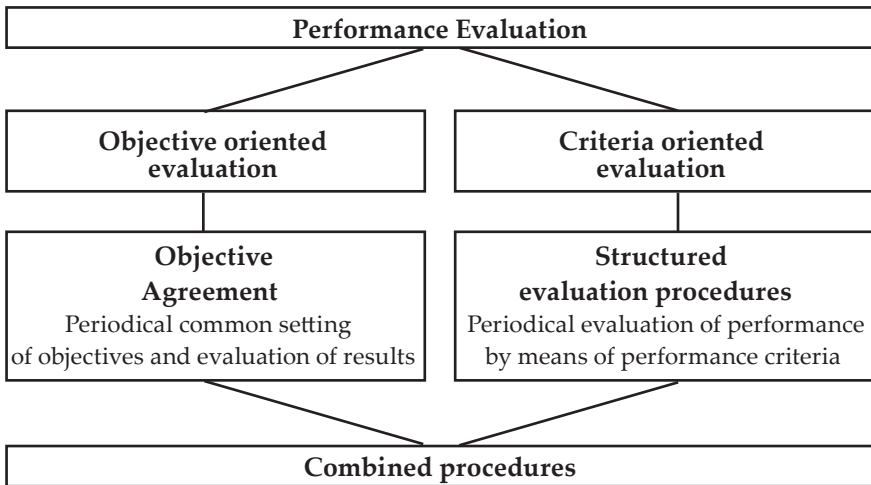 Performance Evaluation
Objective oriented
evaluation
Criteria oriented
evaluation
Objective
Agreement
Periodical common setting
of objectives and evaluation of results
Structured
evaluation procedures
Periodical evaluation of performance
by means of performance criteria
Combined procedures